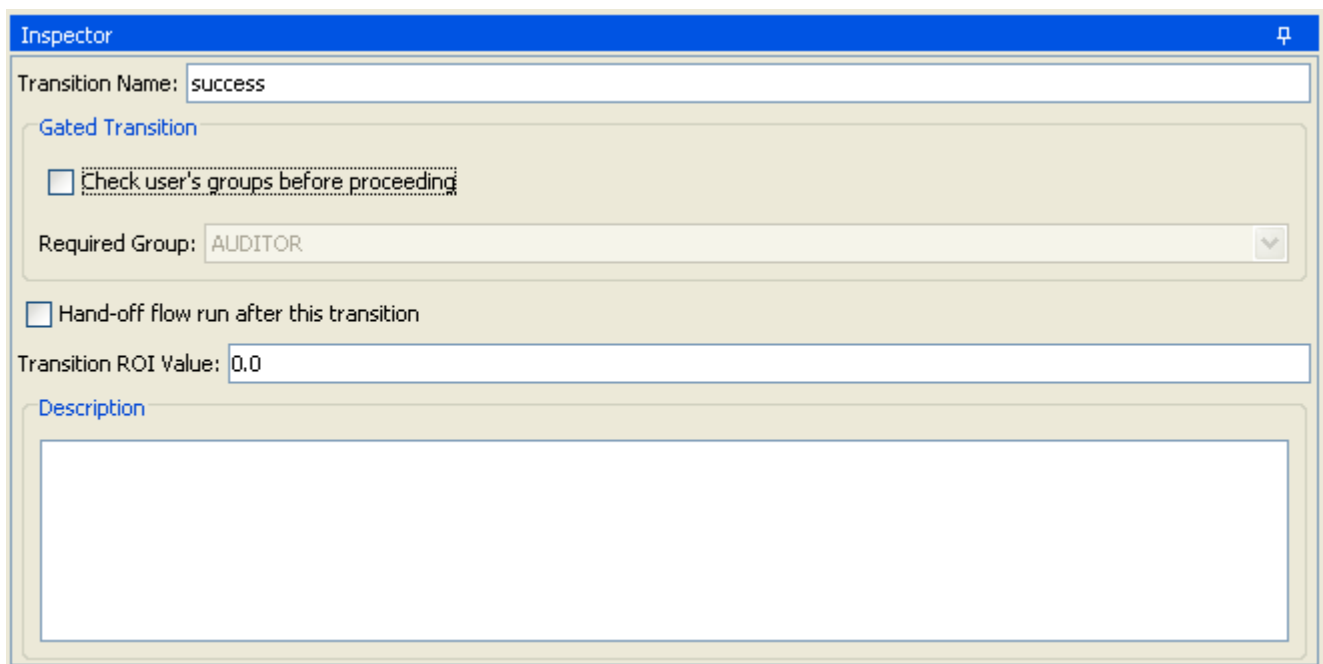 Inspector
Transition Name: success
Gated Transition
Check user's groups before proceeding
Required Group: AUDITOR
Hand-off flow run after this transition
Transition ROI Value: 0.0
Description